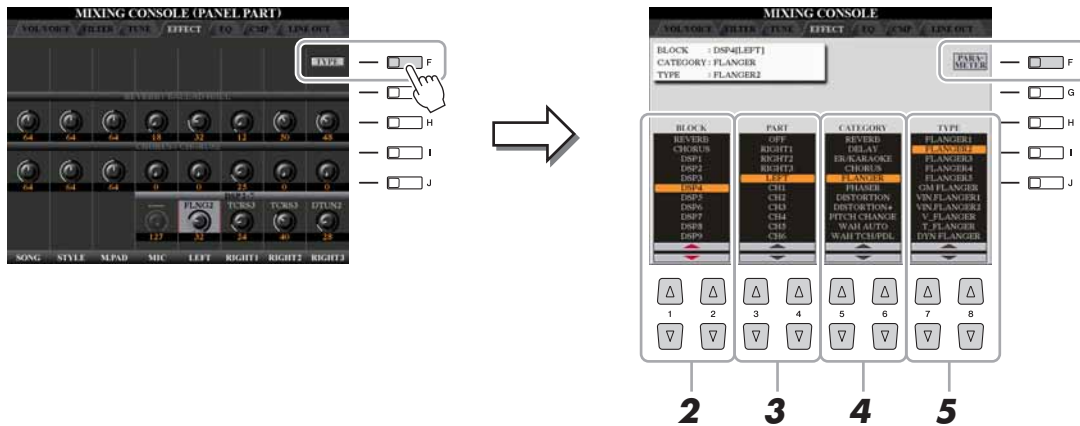 MIXING CONSOLE (PANEL PART)
VOL/VOICE FILTER TUNE EFFECT EQ CMP LINE OUT
TYPE
F
REVERB: BALLAD HALL
64 64 64 18 32 12 50 48
H
CHORUS: CHORUS2
I
64 64 64 0 0 25 0 0
J
FLNG2 TCRS3 TCRS3 DTUN2
127 32 24 40 28
SONG STYLE M.PAD MIC LEFT RIGHT1 RIGHT2 RIGHT3
MIXING CONSOLE
VOL/VOICE FILTER TUNE EFFECT EQ CMP LINE OUT
BLOCK : DSP4[LEFT]
CATEGORY : FLANGER
TYPE : FLANGER2
PARA-
METER
F
G
H
I
J
BLOCK
REVERB
CHORUS
DSP1
DSP2
DSP3
DSP4
DSP5
DSP6
DSP7
DSP8
DSP9
PART
OFF
RIGHT1
RIGHT2
RIGHT3
LEFT
CH1
CH2
CH3
CH4
CH5
CH6
CATEGORY
REVERB
DELAY
ER/KARAOKE
CHORUS
FLANGER
PHASER
DISTORTION
DISTORTION+
PITCH CHANGE
WAH AUTO
WAH TCH/PDL
TYPE
FLANGER1
FLANGER2
FLANGER3
FLANGER4
FLANGER5
GM FLANGER
VIN.FLANGER1
VIN.FLANGER2
V_FLANGER
T_FLANGER
DYN FLANGER
1 2 3 4 5 6 7 8
2 3 4 5